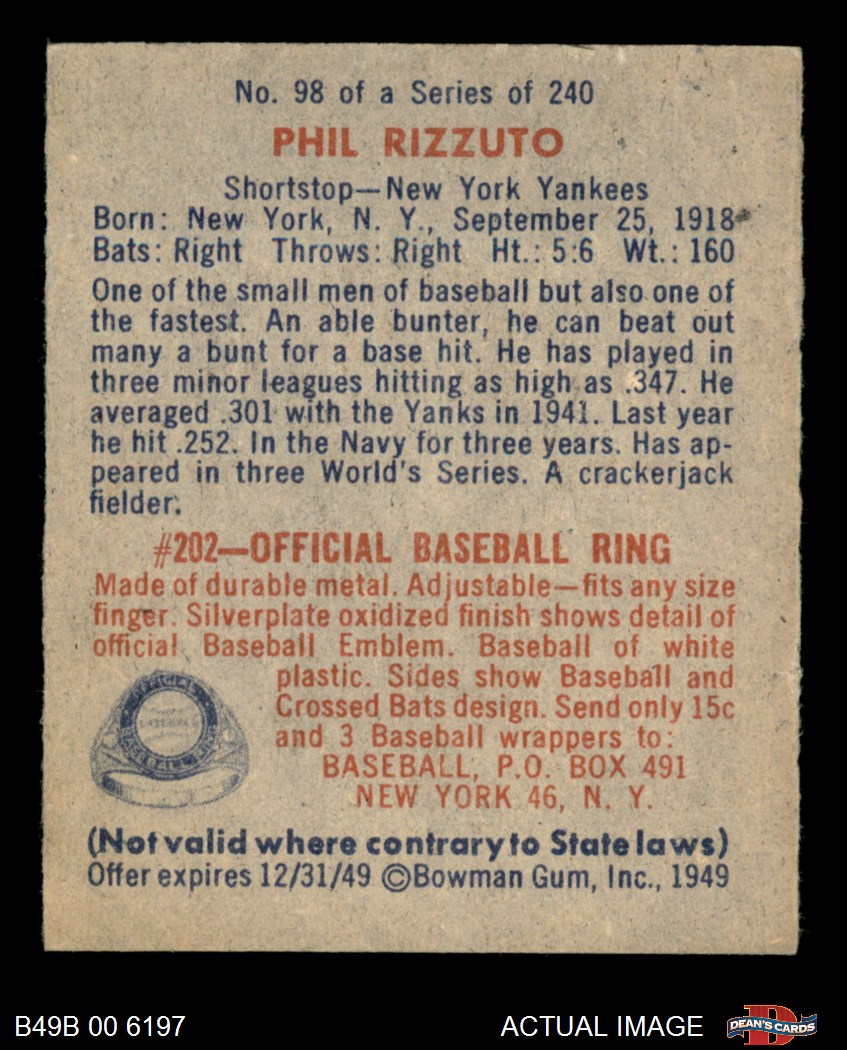 No. 98 of a Series of 240
PHIL RIZZUTO
Shortstop—New York Yankees
Born: New York, N. Y., September 25, 1918
Bats: Right Throws: Right Ht.: 5:6 Wt.: 160
One of the small men of baseball but also one of
the fastest. An able bunter, he can beat out
many a bunt for a base hit. He has played in
three minor leagues hitting as high as .347. He
averaged .301 with the Yanks in 1941. Last year
he hit .252. In the Navy for three years. Has ap-
peared in three World's Series. A crackerjack
fielder.
#202—OFFICIAL BASEBALL RING
Made of durable metal. Adjustable—fits any size
finger. Silverplate oxidized finish shows detail of
official Baseball Emblem. Baseball of white
plastic. Sides show Baseball and
Crossed Bats design. Send only 15c
and 3 Baseball wrappers to:
BASEBALL, P.O. BOX 491
NEW YORK 46, N. Y.
OFFICIAL
BASEBALL RING
(Not valid where contrary to State laws)
Offer expires 12/31/49 ©Bowman Gum, Inc., 1949
B49B 00 6197
ACTUAL IMAGE
DEAN'S CARDS